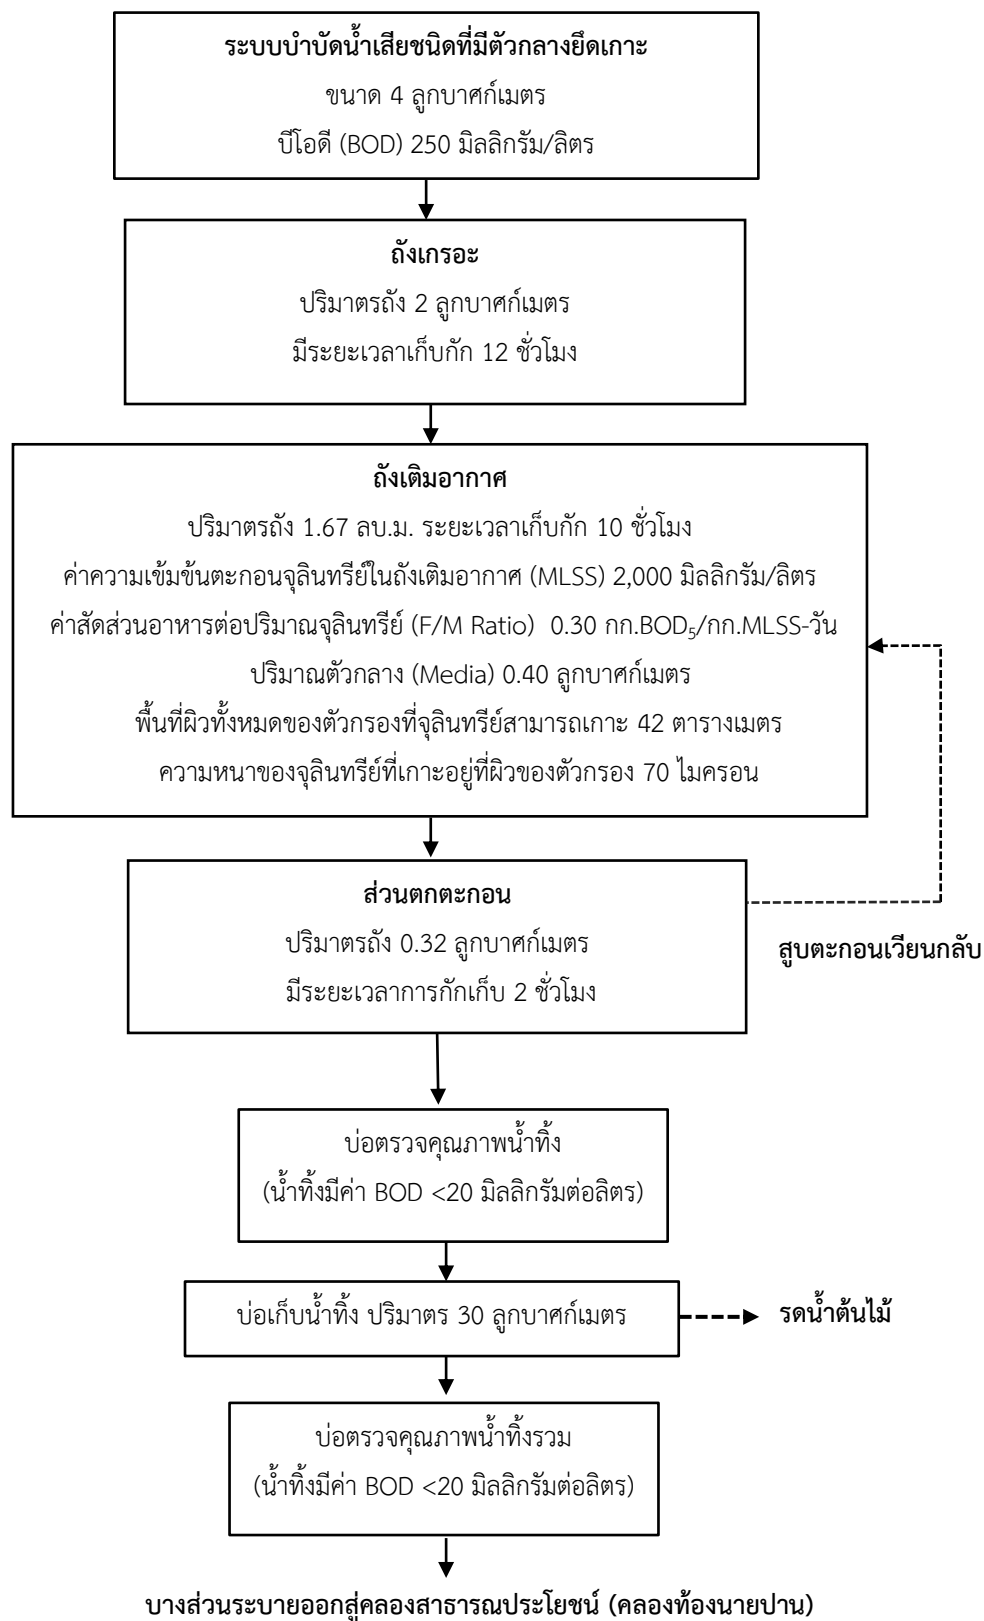 ระบบบำบัดน้ำเสียชนิดที่มีตัวกลางยึดเกาะ
ขนาด 4 ลูกบาศก์เมตร
บีโอดี (BOD) 250 มิลลิกรัม/ลิตร
ถังเกรอะ
ปริมาตรถัง 2 ลูกบาศก์เมตร
มีระยะเวลาเก็บกัก 12 ชั่วโมง
ถังเติมอากาศ
ปริมาตรถัง 1.67 ลบ.ม. ระยะเวลาเก็บกัก 10 ชั่วโมง
ค่าความเข้มข้นตะกอนจุลินทรีย์ในถังเติมอากาศ (MLSS) 2,000 มิลลิกรัม/ลิตร
ค่าสัดส่วนอาหารต่อปริมาณจุลินทรีย์ (F/M Ratio) 0.30 กก.BOD₅/กก.MLSS-วัน
ปริมาณตัวกลาง (Media) 0.40 ลูกบาศก์เมตร
พื้นที่ผิวทั้งหมดของตัวกรองที่จุลินทรีย์สามารถเกาะ 42 ตารางเมตร
ความหนาของจุลินทรีย์ที่เกาะอยู่ที่ผิวของตัวกรอง 70 ไมครอน
ส่วนตกตะกอน
ปริมาตรถัง 0.32 ลูกบาศก์เมตร
มีระยะเวลาการกักเก็บ 2 ชั่วโมง
สูบตะกอนเวียนกลับ
บ่อตรวจคุณภาพน้ำทิ้ง
(น้ำทิ้งมีค่า BOD <20 มิลลิกรัมต่อลิตร)
บ่อเก็บน้ำทิ้ง ปริมาตร 30 ลูกบาศก์เมตร
รดน้ำต้นไม้
บ่อตรวจคุณภาพน้ำทิ้งรวม
(น้ำทิ้งมีค่า BOD <20 มิลลิกรัมต่อลิตร)
บางส่วนระบายออกสู่คลองสาธารณประโยชน์ (คลองท้องนายปาน)